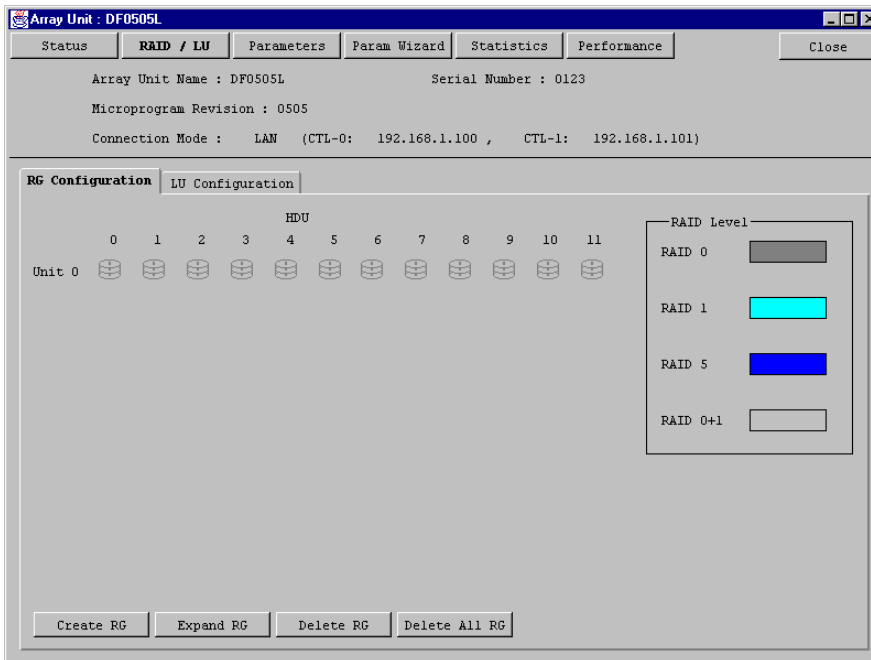 Array Unit : DF0505L
Status RAID / LU Parameters Param Wizard Statistics Performance Close
Array Unit Name : DF0505L Serial Number : 0123
Microprogram Revision : 0505
Connection Mode : LAN (CTL-0: 192.168.1.100 , CTL-1: 192.168.1.101)
RG Configuration LU Configuration
HDU
0 1 2 3 4 5 6 7 8 9 10 11
Unit 0
RAID Level
RAID 0
RAID 1
RAID 5
RAID 0+1
Create RG Expand RG Delete RG Delete All RG